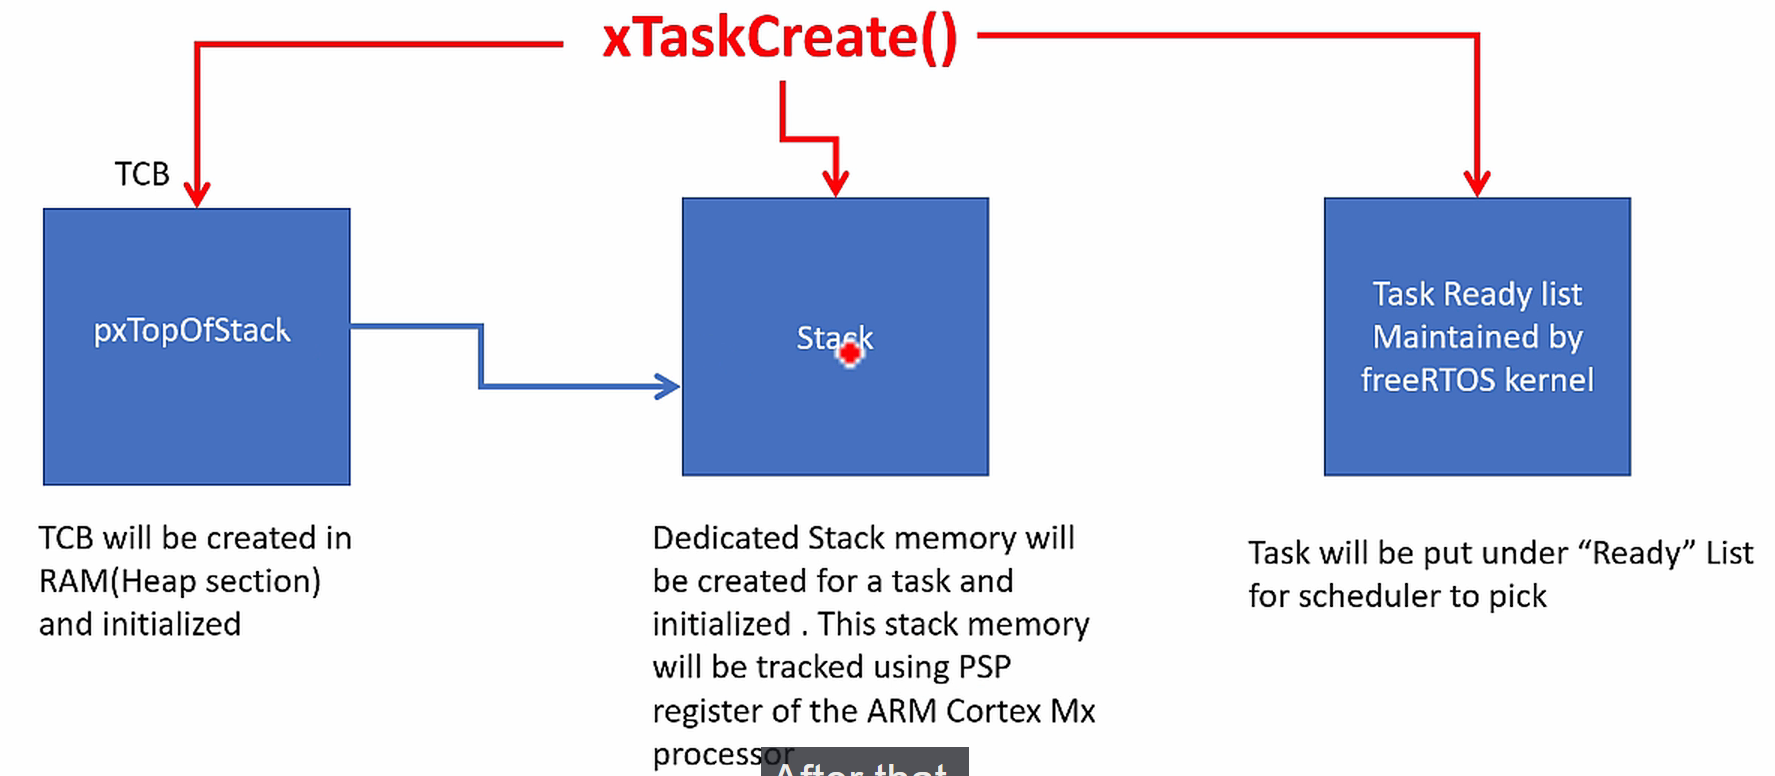 xTaskCreate()
TCB
pxTopOfStack
Stack
Task Ready list
Maintained by
freeRTOS kernel
TCB will be created in
RAM(Heap section)
and initialized
Dedicated Stack memory will
be created for a task and
initialized . This stack memory
will be tracked using PSP
register of the ARM Cortex Mx
processor
Task will be put under “Ready” List
for scheduler to pick
After that